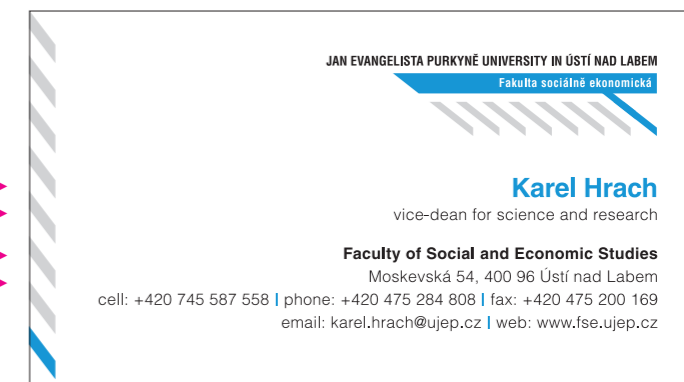 JAN EVANGELISTA PURKYNĚ UNIVERSITY IN ÚSTÍ NAD LABEM
Fakulta sociálně ekonomická
Karel Hrach
vice-dean for science and research
Faculty of Social and Economic Studies
Moskevská 54, 400 96 Ústí nad Labem
cell: +420 745 587 558 | phone: +420 475 284 808 | fax: +420 475 200 169
email: karel.hrach@ujep.cz | web: www.fse.ujep.cz